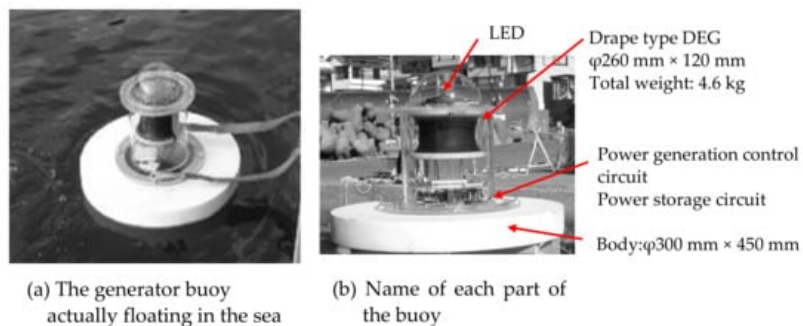 LED
Drape type DEG
φ260 mm × 120 mm
Total weight: 4.6 kg
Power generation control
circuit
Power storage circuit
Body:φ300 mm × 450 mm
(a) The generator buoy
actually floating in the sea
(b) Name of each part of
the buoy